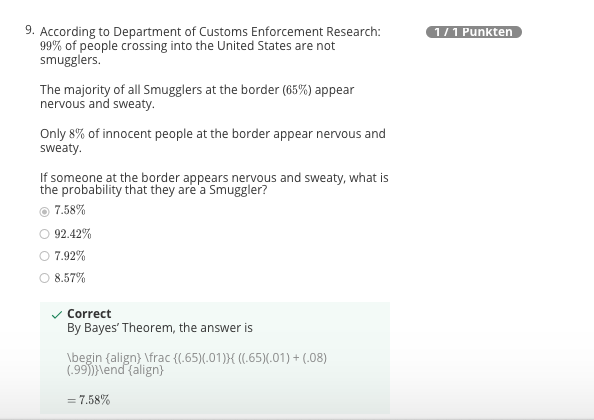 9. According to Department of Customs Enforcement Research:
1 / 1 Punkten
99% of people crossing into the United States are not
smugglers.
The majority of all Smugglers at the border (65%) appear
nervous and sweaty.
Only 8% of innocent people at the border appear nervous and
sweaty.
If someone at the border appears nervous and sweaty, what is
the probability that they are a Smuggler?
7.58%
92.42%
7.92%
8.57%
Correct
By Bayes’ Theorem, the answer is
\begin {align} \frac {(.65)(.01)}{ ((.65)(.01) + (.08)
(.99))}\end {align}
= 7.58%